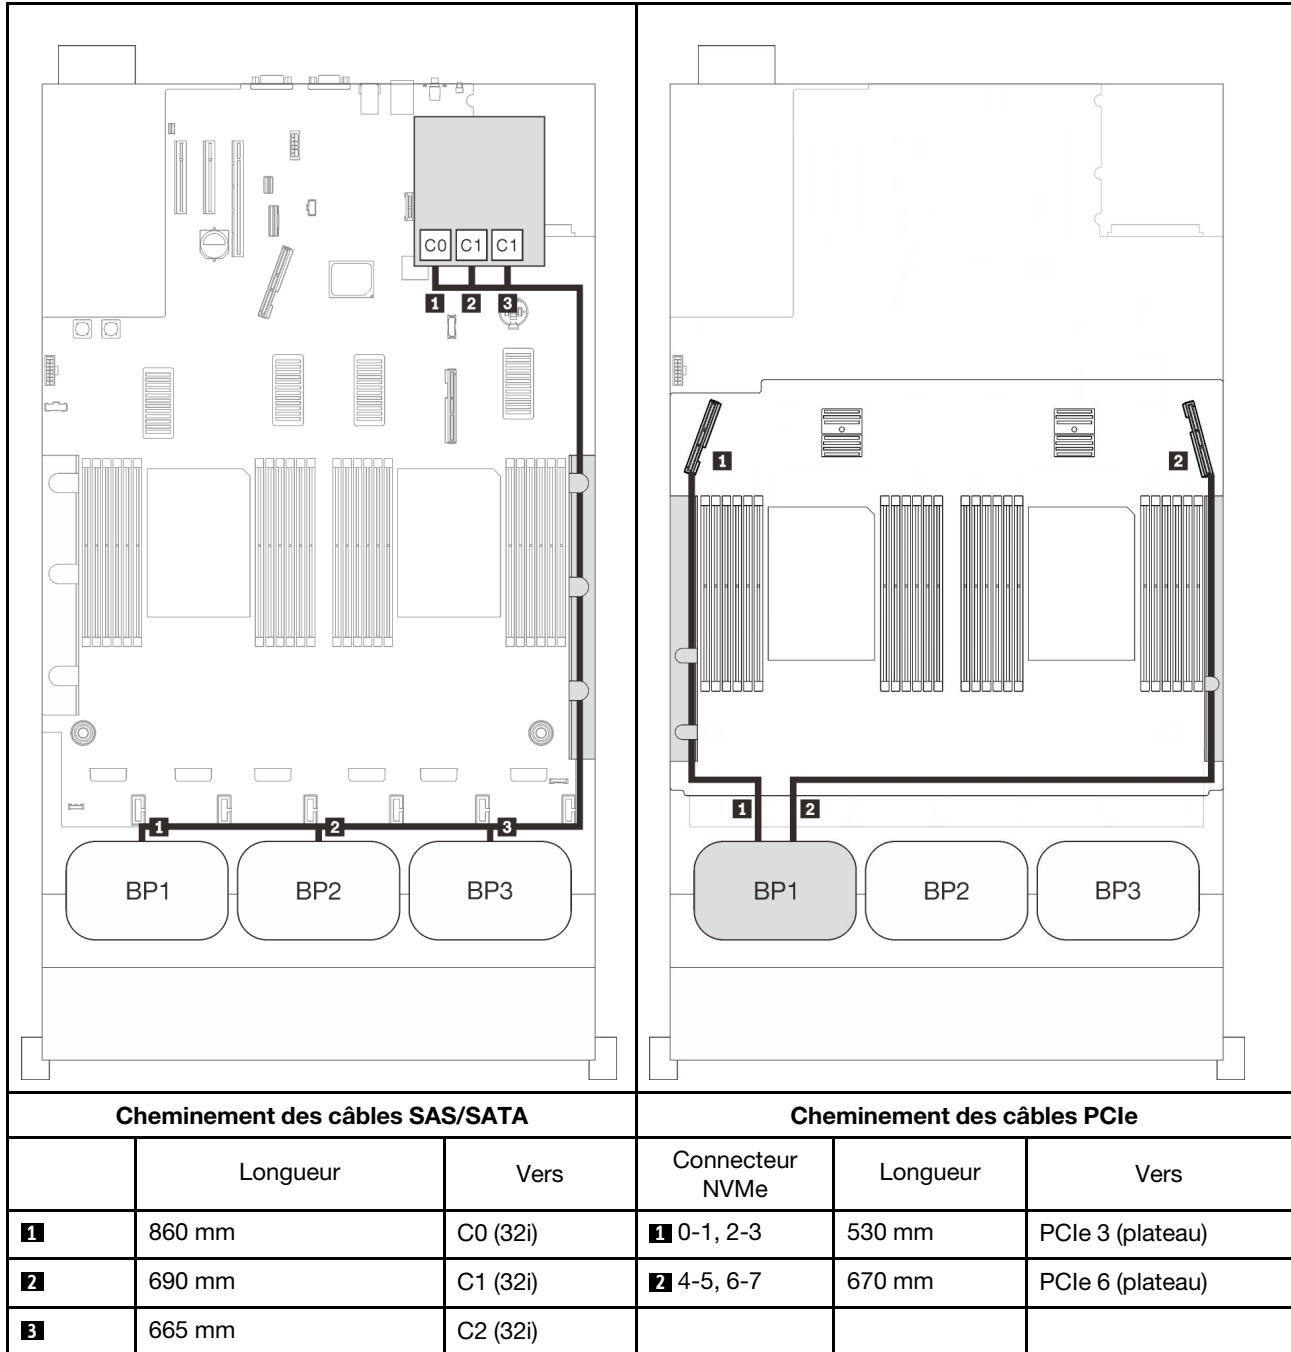 C0 C1 C1
1 2 3
1 2 3
BP1 BP2 BP3
1 2
1 2
BP1 BP2 BP3
Cheminement des câbles SAS/SATA
Cheminement des câbles PCIe
Longueur
Vers
Connecteur
NVMe
Longueur
Vers
1 860 mm C0 (32i)
1 0-1, 2-3 530 mm PCIe 3 (plateau)
2 690 mm C1 (32i)
2 4-5, 6-7 670 mm PCIe 6 (plateau)
3 665 mm C2 (32i)